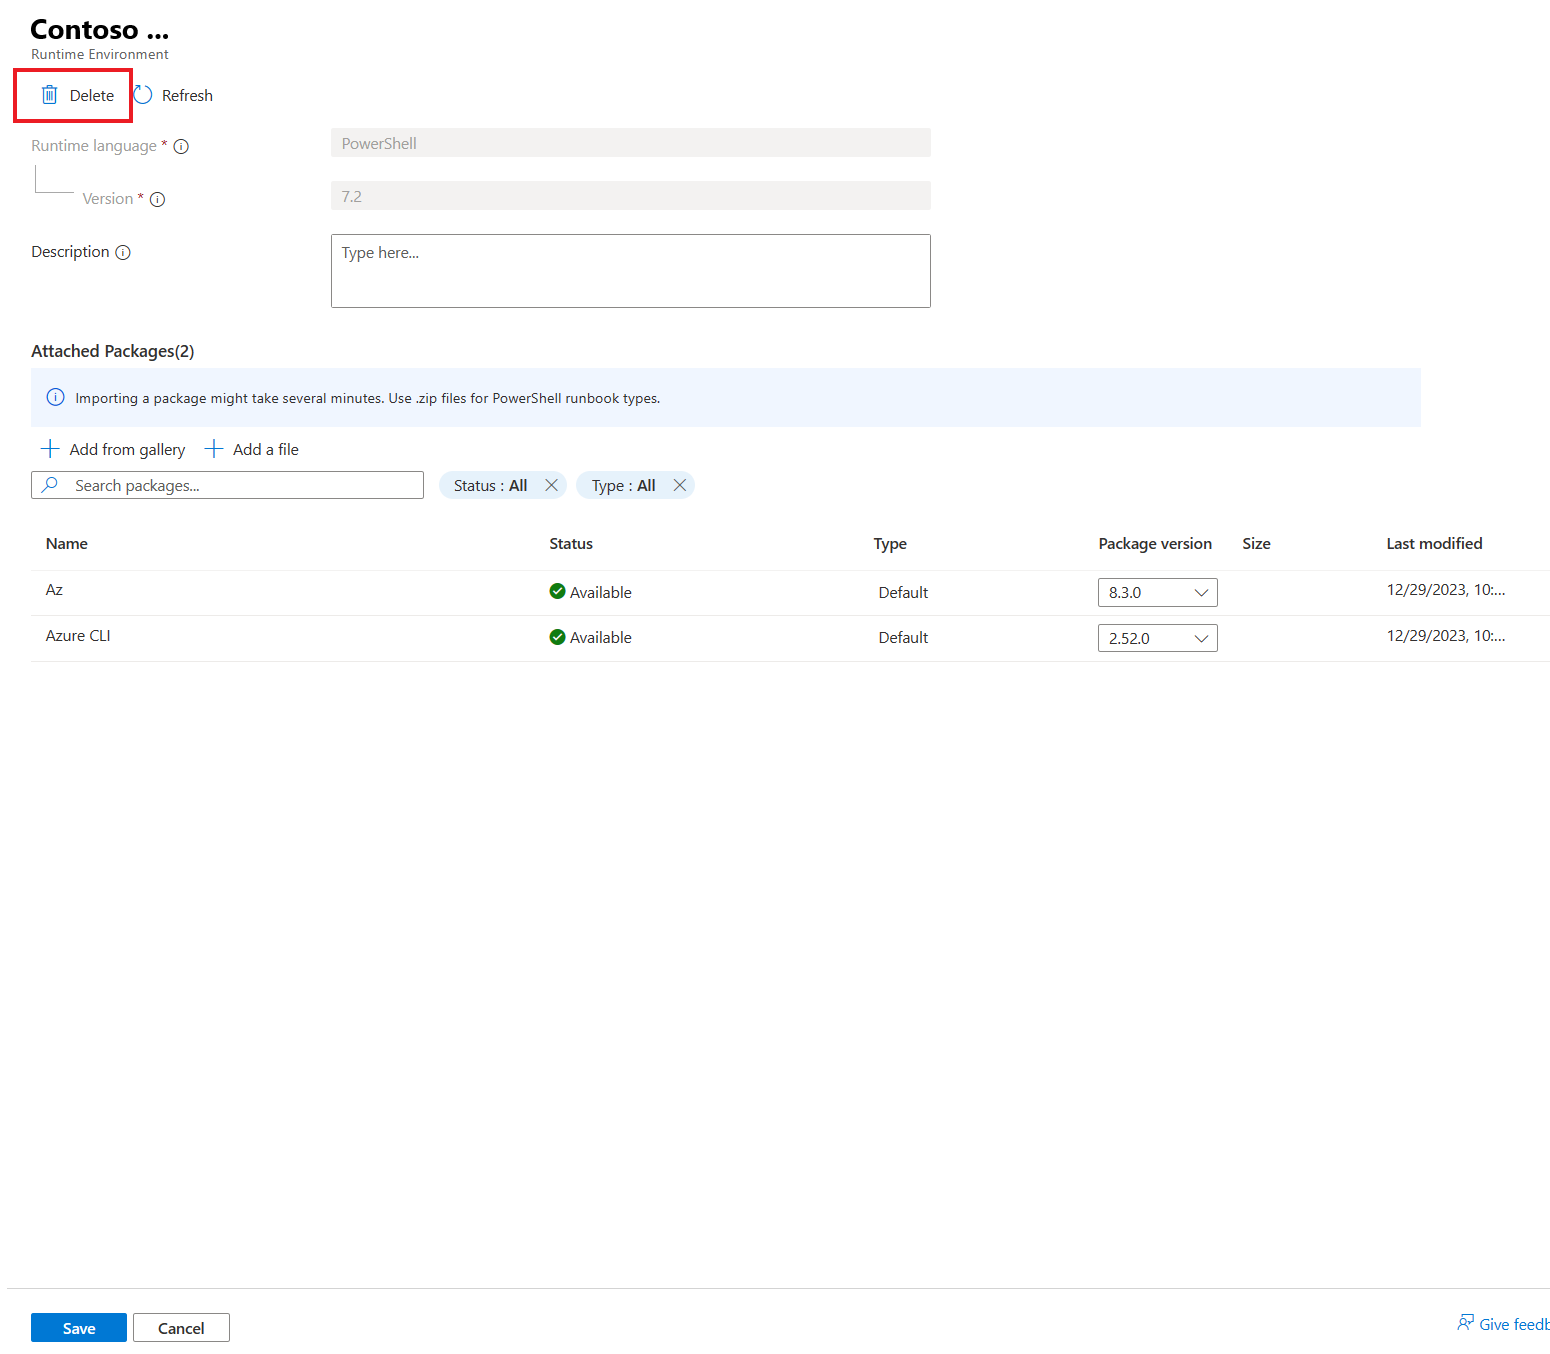 Contoso ...
Runtime Environment
Delete Refresh
Runtime language * PowerShell
Version * 7.2
Description Type here...
Attached Packages(2)
Importing a package might take several minutes. Use .zip files for PowerShell runbook types.
Add from gallery Add a file
Search packages... Status : All Type : All
Name Status Type Package version Size Last modified
Az Available Default 8.3.0 12/29/2023, 10:...
Azure CLI Available Default 2.52.0 12/29/2023, 10:...
Save Cancel Give feedb